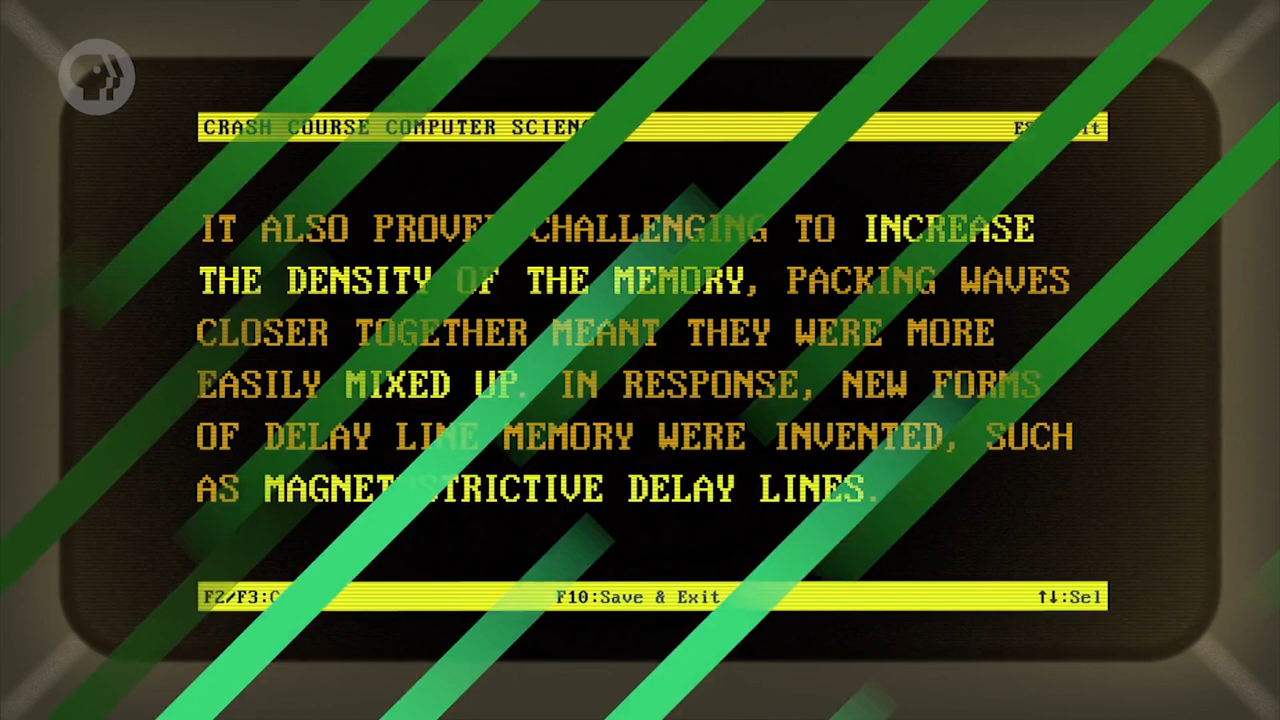 CRASH COURSE COMPUTER SCIENC
IT ALSO PROVED CHALLENGING TO INCREASE
THE DENSITY OF THE MEMORY, PACKING WAVES
CLOSER TOGETHER MEANT THEY WERE MORE
EASILY MIXED UP. IN RESPONSE, NEW FORMS
OF DELAY LINE MEMORY WERE INVENTED, SUCH
AS MAGNETOSTRICTIVE DELAY LINES.
F2/F3:C F10:Save & Exit ↑↓:Sel